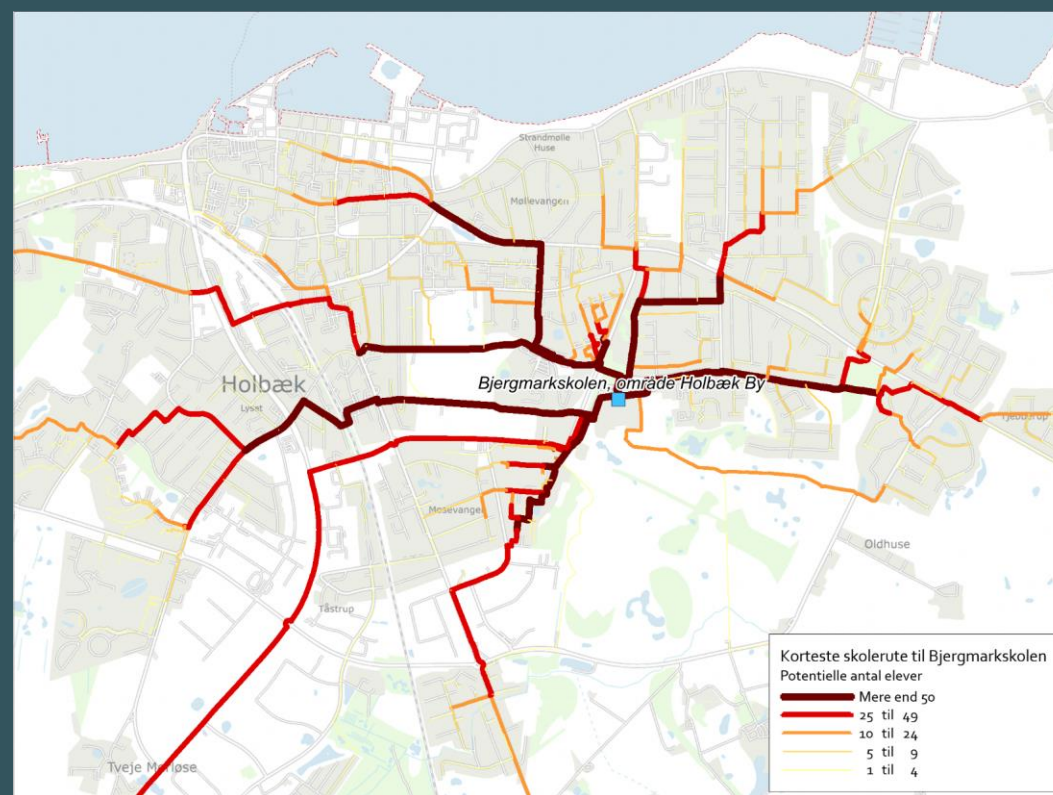 Strandmølle
Huse
Møllevangen
Holbæk
Lyset
Bjergmarkskolen, område Holbæk By
Mosevangen
Tåstrup
Oldhuse
Tveje Merløse
Korteste skolerute til Bjergmarkskolen
Potentielle antal elever
Mere end 50
25 til 49
10 til 24
5 til 9
1 til 4